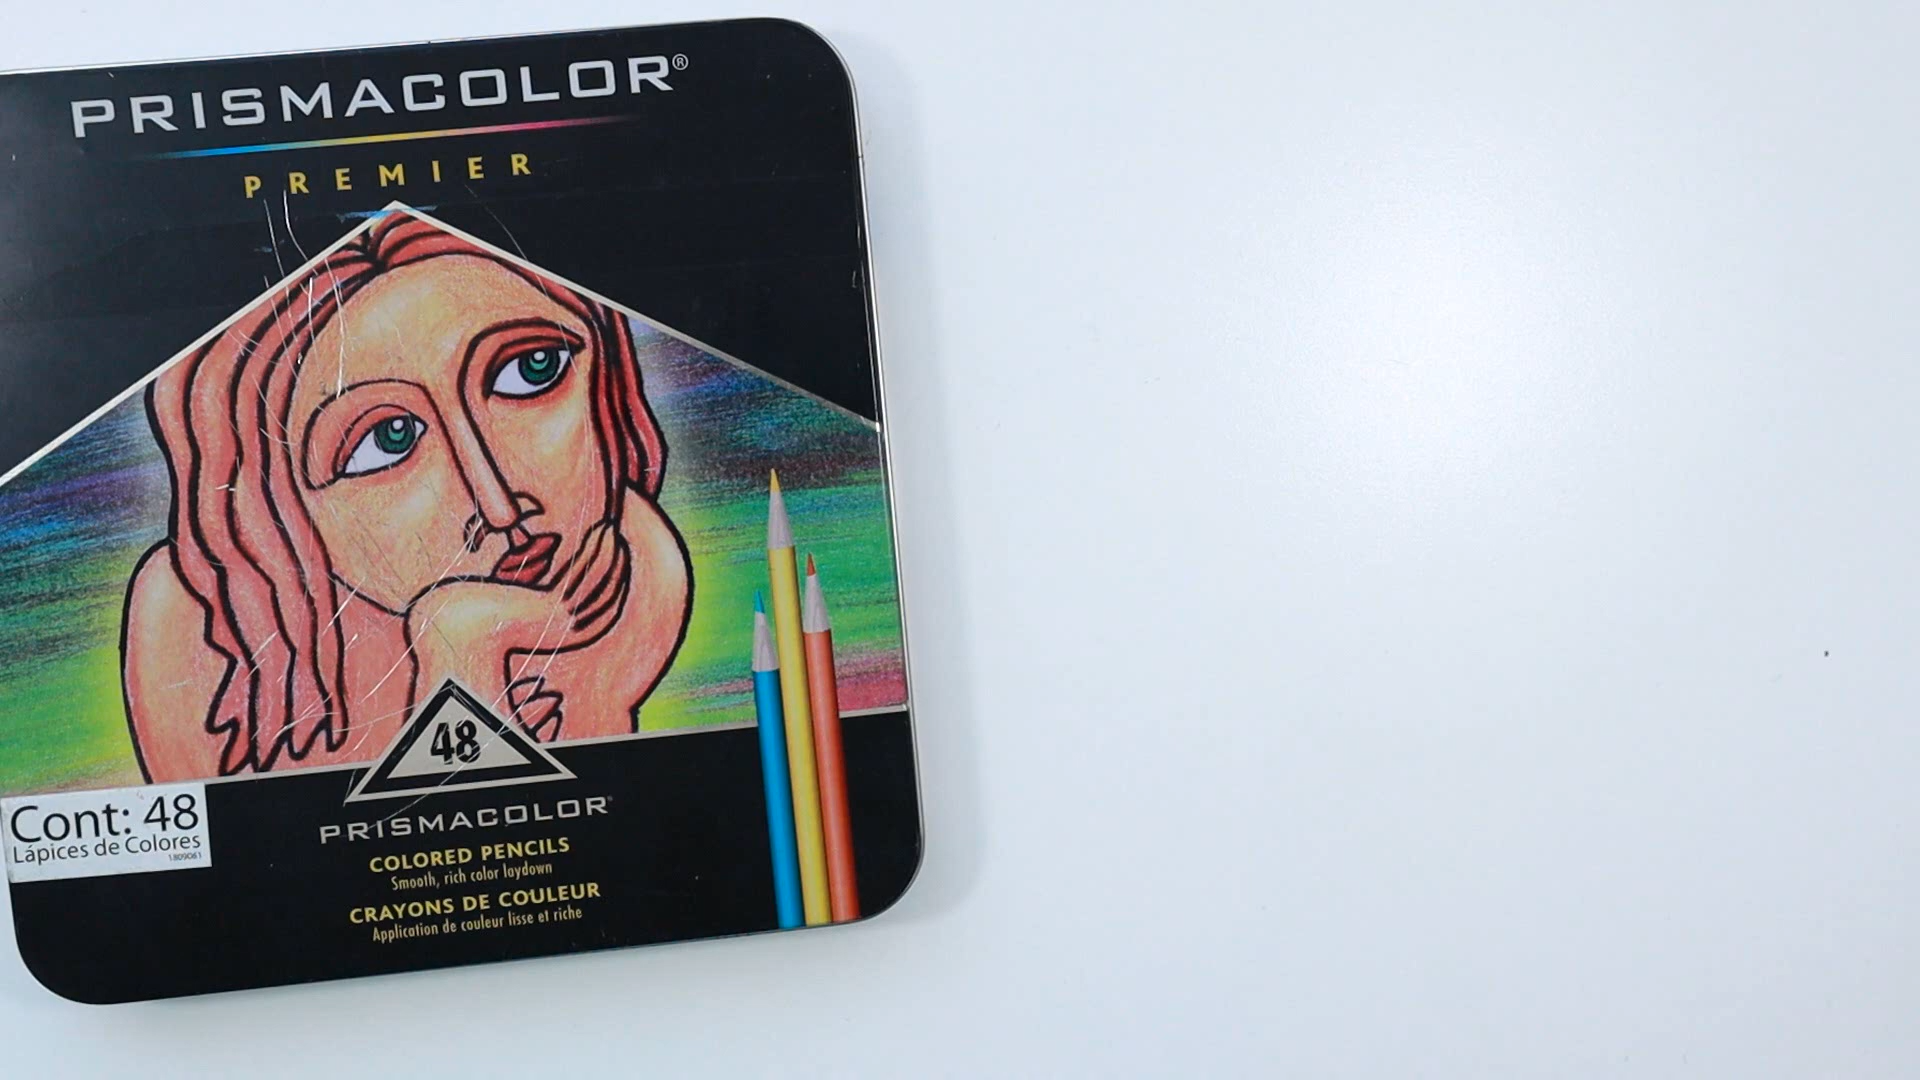 PRISMACOLOR®
PREMIER
48
Cont: 48
Lápices de Colores
1809061
PRISMACOLOR®
COLORED PENCILS
Smooth, rich color laydown
CRAYONS DE COULEUR
Application de couleur lisse et riche